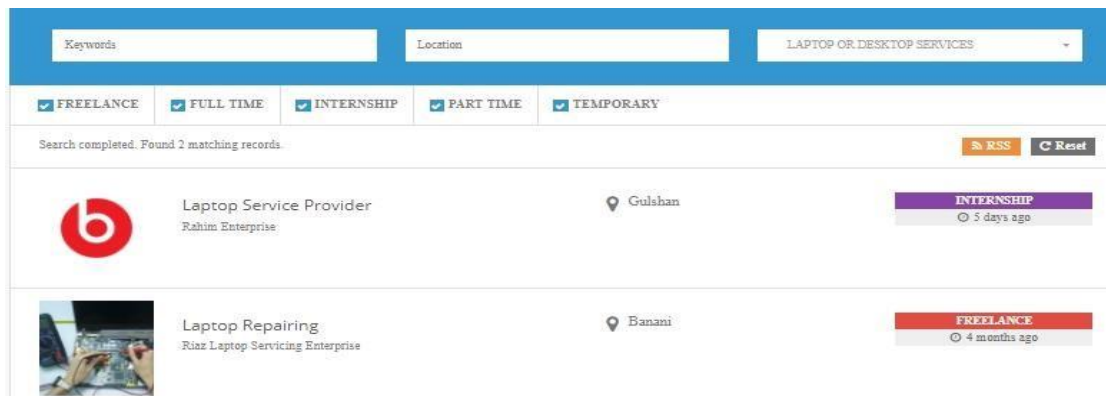 Keywords
Location
LAPTOP OR DESKTOP SERVICES
FREELANCE FULL TIME INTERNSHIP PART TIME TEMPORARY
Search completed. Found 2 matching records.
RSS Reset
b
Laptop Service Provider
Rahim Enterprise
Gulshan
INTERNSHIP
5 days ago
Laptop Repairing
Riaz Laptop Servicing Enterprise
Banani
FREELANCE
4 months ago